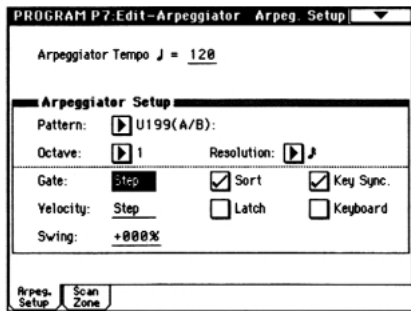 PROGRAM P7:Edit-Arpeggiator Arpeg. Setup
Arpeggiator Tempo ♩ = 120
Arpeggiator Setup
Pattern: U199(A/B):
Octave: 1 Resolution: ♪
Gate: Step Sort Key Sync.
Velocity: Step Latch Keyboard
Swing: +000%
Arpeg. Setup
Scan Zone